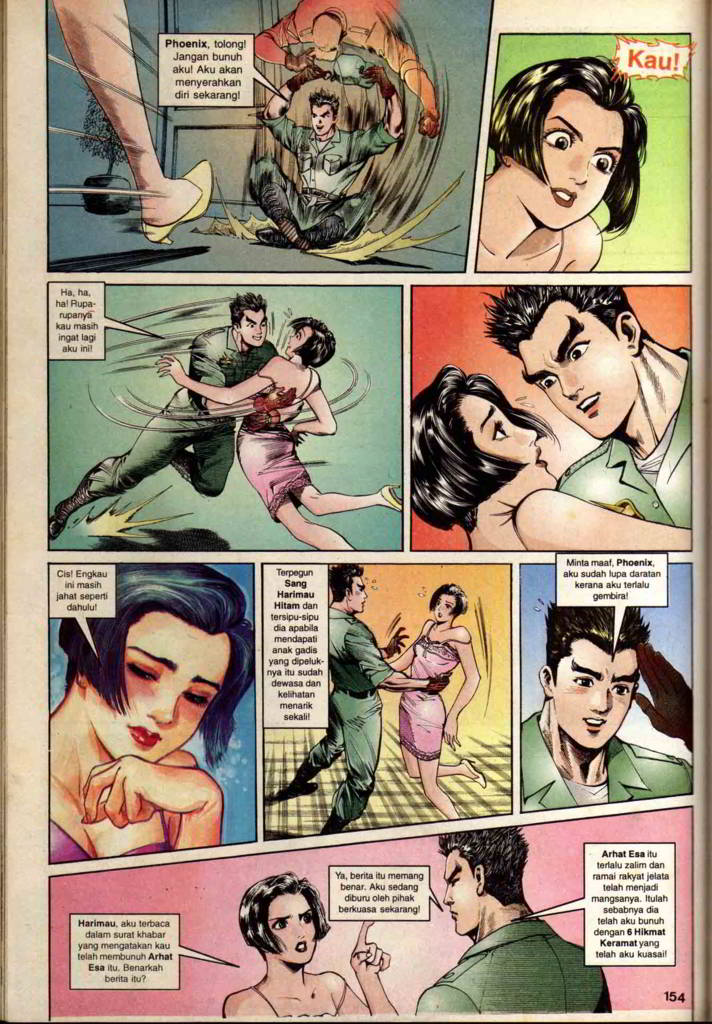 Phoenix, tolong!
Jangan bunuh
aku! Aku akan
menyerahkan
diri sekarang!
Kau!
Ha, ha,
ha! Rupa-
rupanya
kau masih
ingat lagi
aku ini!
Cis! Engkau
ini masih
jahat seperti
dahulu!
Terpegun
Sang
Harimau
Hitam dan
tersipu-sipu
dia apabila
mendapati
anak gadis
yang dipeluk-
nya itu sudah
dewasa dan
kelihatan
menarik
sekali!
Minta maaf, Phoenix,
aku sudah lupa daratan
kerana aku terlalu
gembira!
Harimau, aku terbaca
dalam surat khabar
yang mengatakan kau
telah membunuh Arhat
Esa itu. Benarkah
berita itu?
Ya, berita itu memang
benar. Aku sedang
diburu oleh pihak
berkuasa sekarang!
Arhat Esa itu
terlalu zalim dan
ramai rakyat jelata
telah menjadi
mangsanya. Itulah
sebabnya dia
telah aku bunuh
dengan 6 Hikmat
Keramat yang
telah aku kuasai!
154